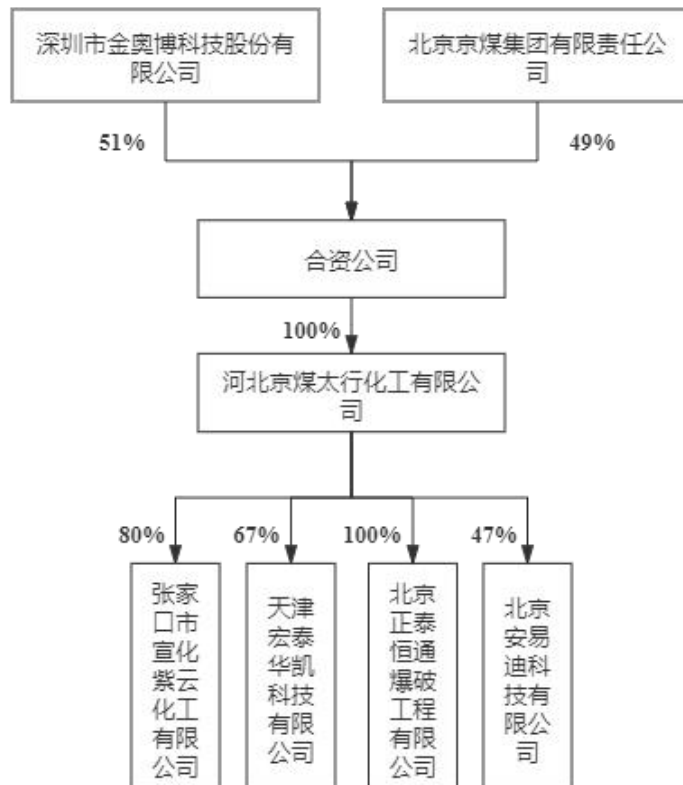 深圳市金奥博科技股份有
限公司
北京京煤集团有限责任公
司
51%
49%
合资公司
100%
河北京煤太行化工有限公
司
80%
67%
100%
47%
张家
口市
宣化
紫云
化工
有限
公司
天津
宏泰
华凯
科技
有限
公司
北京
正泰
恒通
爆破
工程
有限
公司
北京
安易
迪科
技有
限公
司